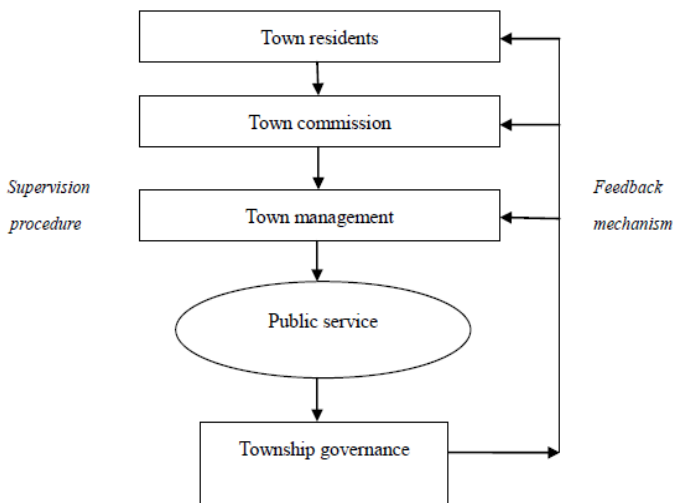 Town residents
Town commission
Supervision
procedure
Feedback
mechanism
Town management
Public service
Township governance